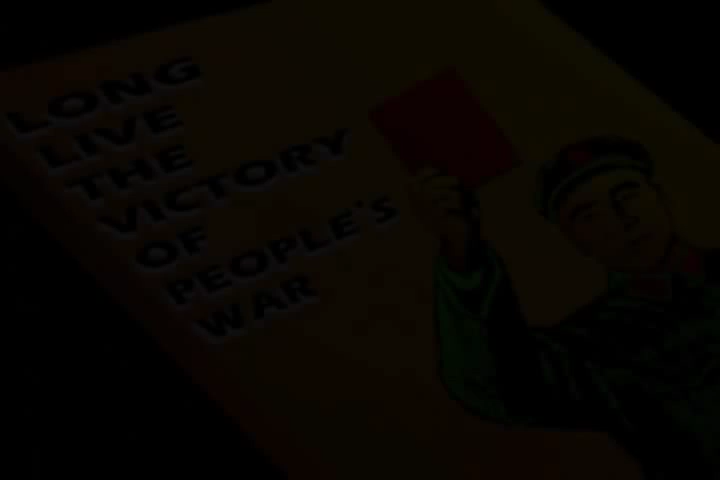 LONG
LIVE
THE
VICTORY
OF
PEOPLE'S
WAR